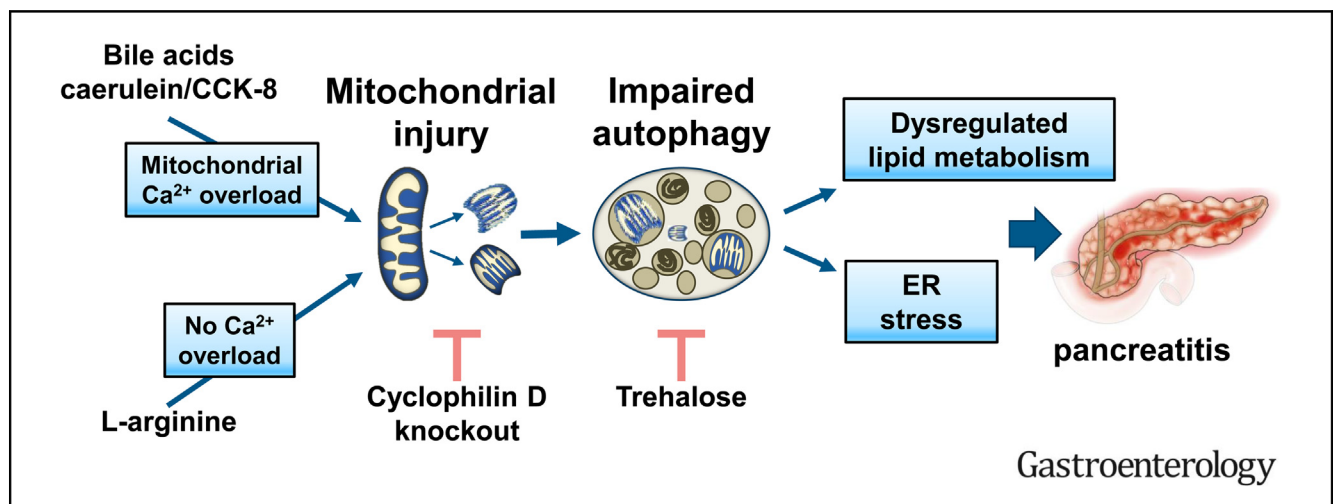 Bile acids
caerulein/CCK-8
Mitochondrial
Ca²⁺ overload
No Ca²⁺
overload
L-arginine
Mitochondrial
injury
Cyclophilin D
knockout
Impaired
autophagy
Trehalose
Dysregulated
lipid metabolism
ER
stress
pancreatitis
Gastroenterology